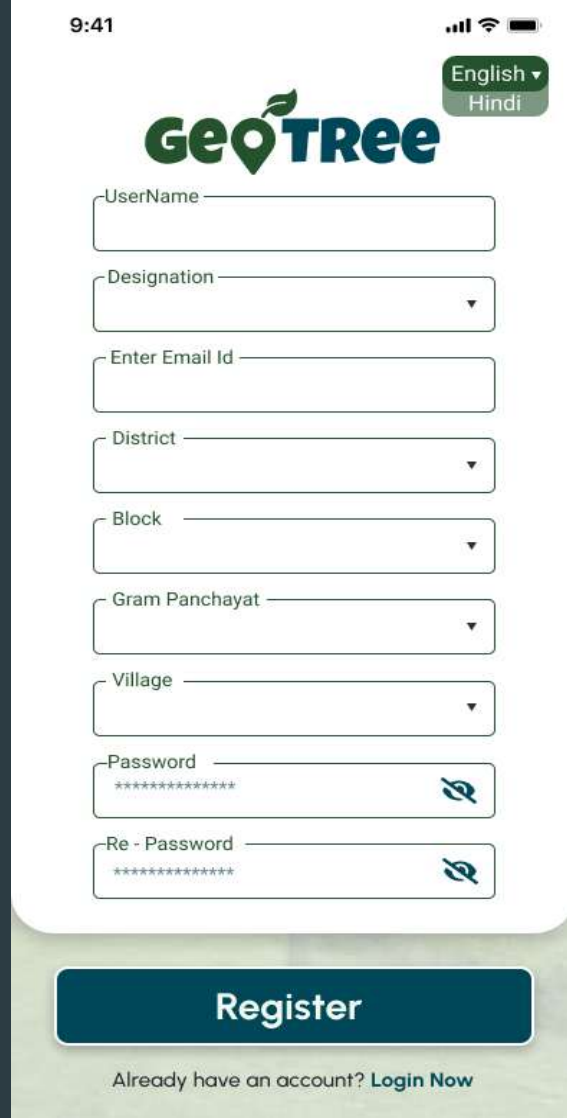 9:41
English
Hindi
GeOTRee
UserName
Designation
Enter Email Id
District
Block
Gram Panchayat
Village
Password
**************
Re - Password
**************
Register
Already have an account? Login Now